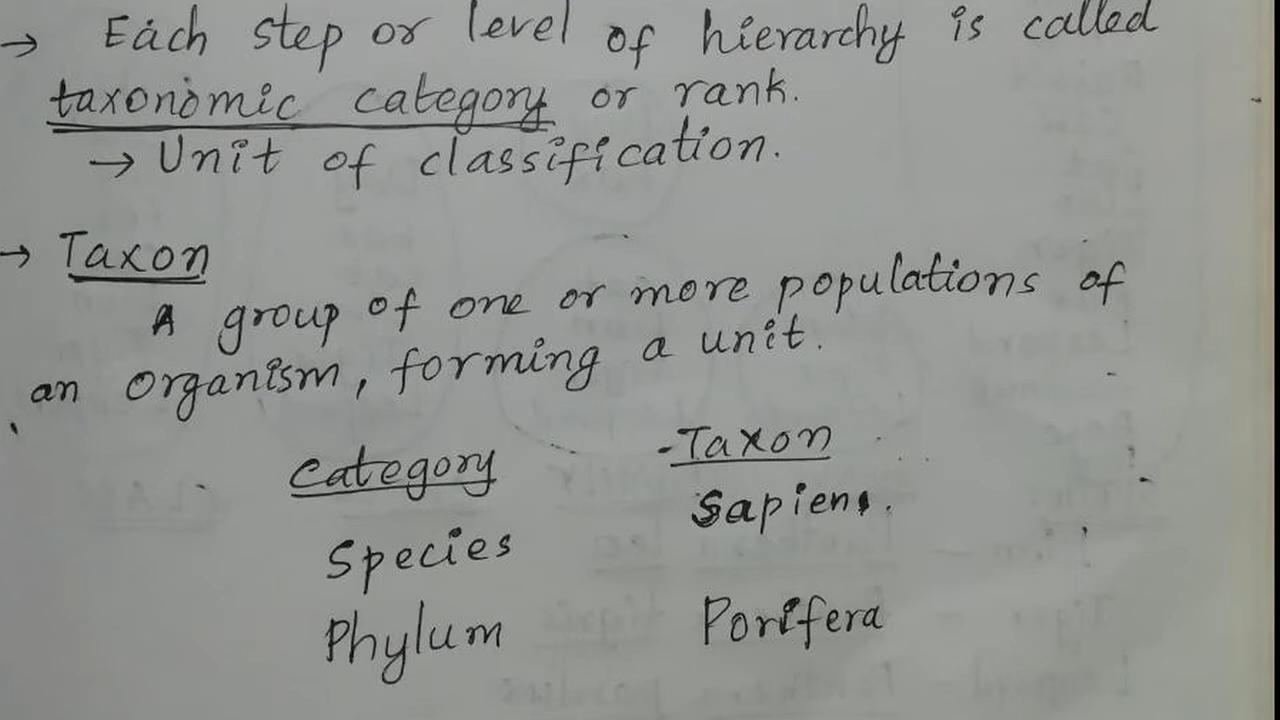 → Each step or level of hierarchy is called
taxonomic category or rank.
→ Unit of classification.
→ Taxon
A group of one or more populations of
an organism, forming a unit.
Category Taxon
Species Sapiens.
Phylum Porifera